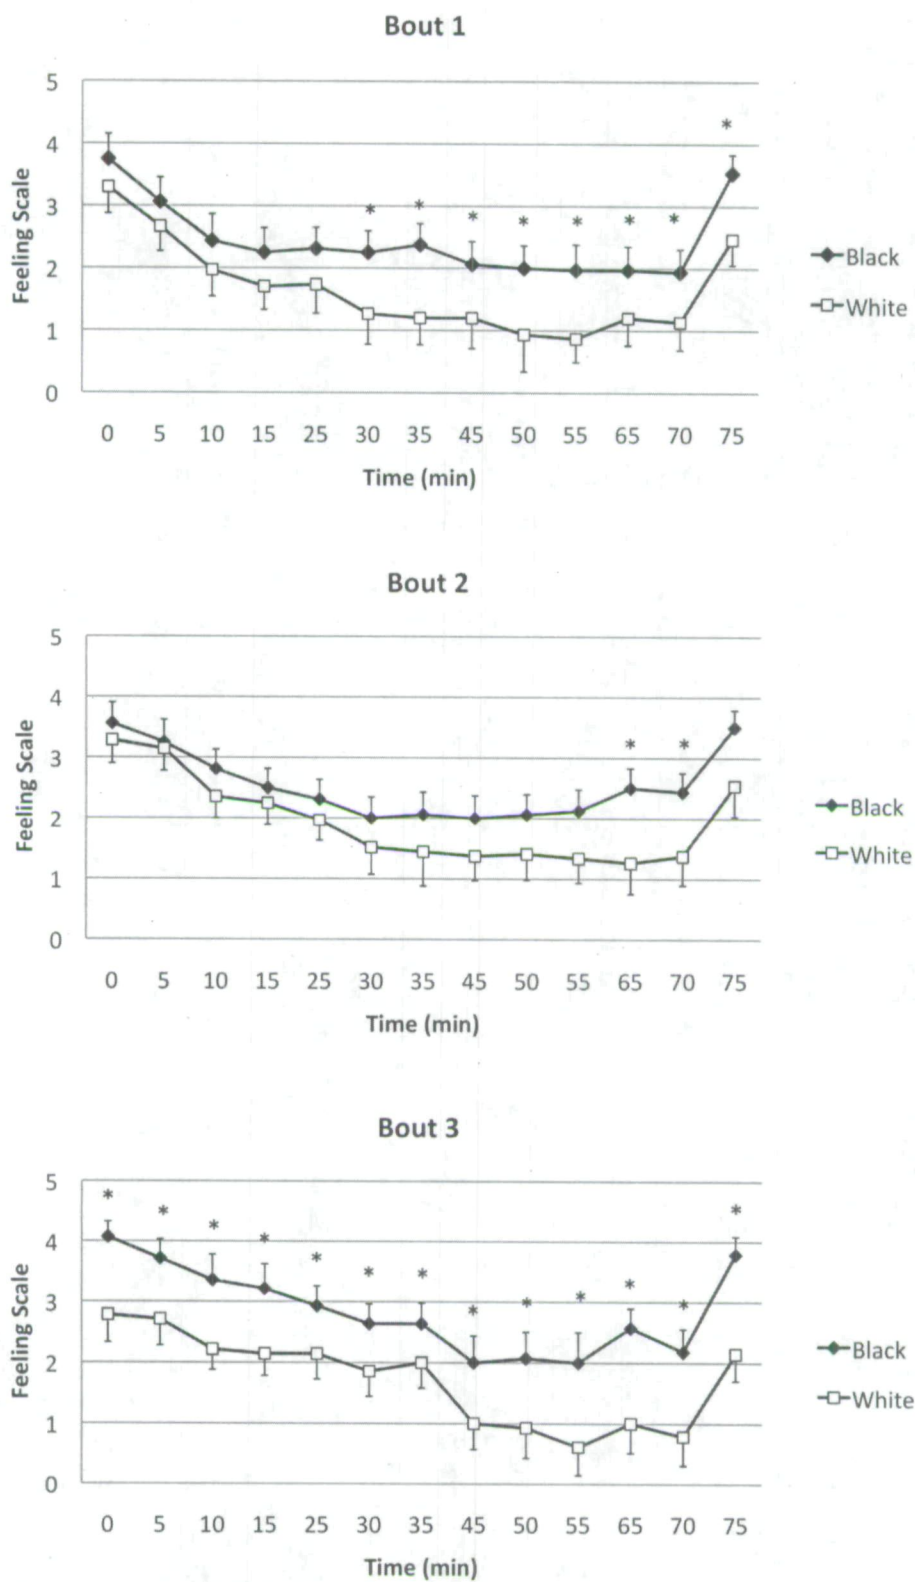 Bout 1
5
4
3
2
1
0
Feeling Scale
* * * * * * * *
Black
White
0 5 10 15 25 30 35 45 50 55 65 70 75
Time (min)
Bout 2
5
4
3
2
1
0
Feeling Scale
* *
Black
White
0 5 10 15 25 30 35 45 50 55 65 70 75
Time (min)
Bout 3
5
4
3
2
1
0
Feeling Scale
* * * * * * * * * * * * *
Black
White
0 5 10 15 25 30 35 45 50 55 65 70 75
Time (min)